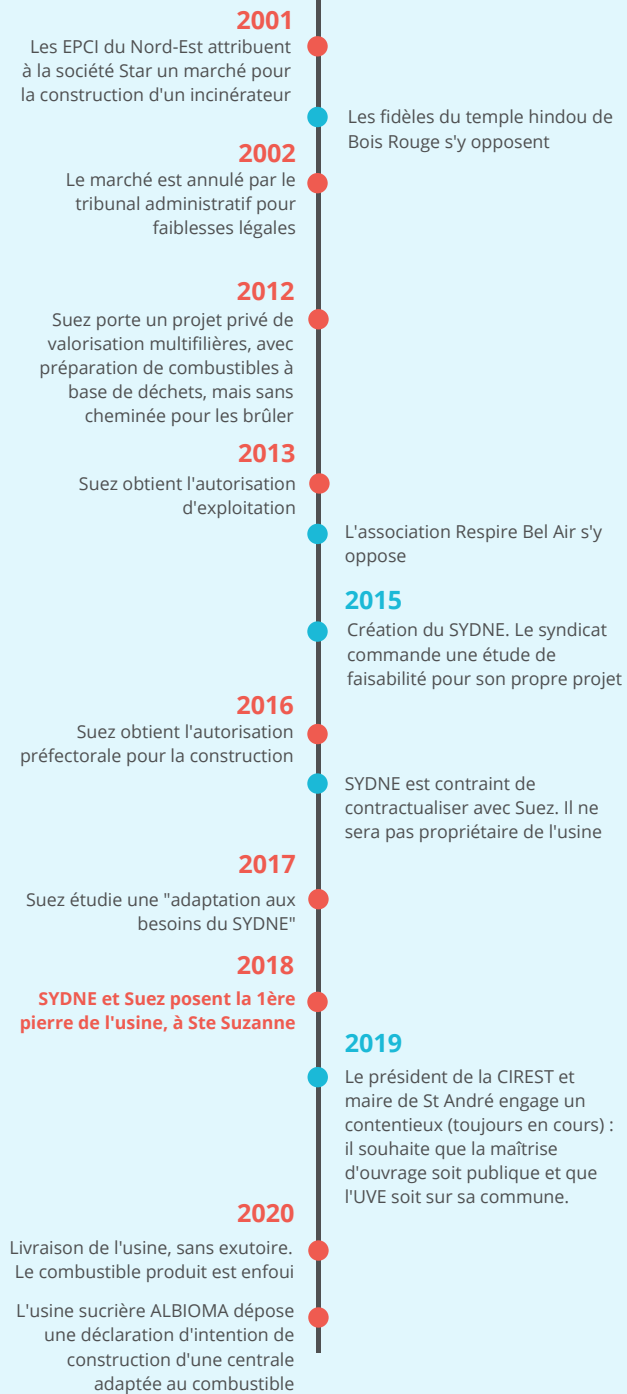 2001
Les EPCI du Nord-Est attribuent
à la société Star un marché pour
la construction d'un incinérateur
Les fidèles du temple hindou de
Bois Rouge s'y opposent
2002
Le marché est annulé par le
tribunal administratif pour
faiblesses légales
2012
Suez porte un projet privé de
valorisation multifilières, avec
préparation de combustibles à
base de déchets, mais sans
cheminée pour les brûler
2013
Suez obtient l'autorisation
d'exploitation
L'association Respire Bel Air s'y
oppose
2015
Création du SYDNE. Le syndicat
commande une étude de
faisabilité pour son propre projet
2016
Suez obtient l'autorisation
préfectorale pour la construction
SYDNE est contraint de
contractualiser avec Suez. Il ne
sera pas propriétaire de l'usine
2017
Suez étudie une "adaptation aux
besoins du SYDNE"
2018
SYDNE et Suez posent la 1ère
pierre de l'usine, à Ste Suzanne
2019
Le président de la CIREST et
maire de St André engage un
contentieux (toujours en cours) :
il souhaite que la maîtrise
d'ouvrage soit publique et que
l'UVE soit sur sa commune.
2020
Livraison de l'usine, sans exutoire.
Le combustible produit est enfoui
L'usine sucrière ALBIOMA dépose
une déclaration d'intention de
construction d'une centrale
adaptée au combustible